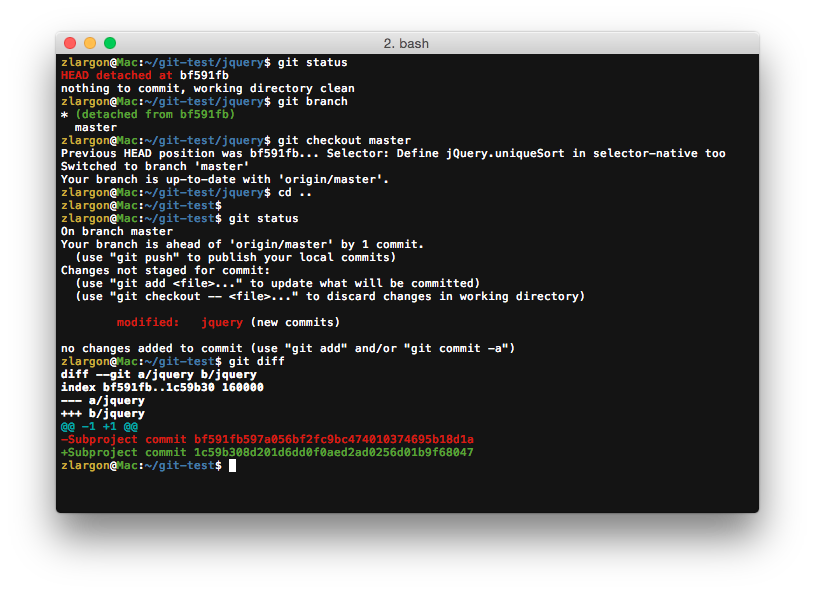 2. bash
zlargon@Mac:~/git-test/jquery$ git status
HEAD detached at bf591fb
nothing to commit, working directory clean
zlargon@Mac:~/git-test/jquery$ git branch
* (detached from bf591fb)
  master
zlargon@Mac:~/git-test/jquery$ git checkout master
Previous HEAD position was bf591fb... Selector: Define jQuery.uniqueSort in selector-native too
Switched to branch 'master'
Your branch is up-to-date with 'origin/master'.
zlargon@Mac:~/git-test/jquery$ cd ..
zlargon@Mac:~/git-test$
zlargon@Mac:~/git-test$ git status
On branch master
Your branch is ahead of 'origin/master' by 1 commit.
  (use "git push" to publish your local commits)
Changes not staged for commit:
  (use "git add <file>..." to update what will be committed)
  (use "git checkout -- <file>..." to discard changes in working directory)
        modified:   jquery (new commits)
no changes added to commit (use "git add" and/or "git commit -a")
zlargon@Mac:~/git-test$ git diff
diff --git a/jquery b/jquery
index bf591fb..1c59b30 160000
--- a/jquery
+++ b/jquery
@@ -1 +1 @@
-Subproject commit bf591fb597a056bf2fc9bc474010374695b18d1a
+Subproject commit 1c59b308d201d6dd0f0aed2ad0256d01b9f68047
zlargon@Mac:~/git-test$